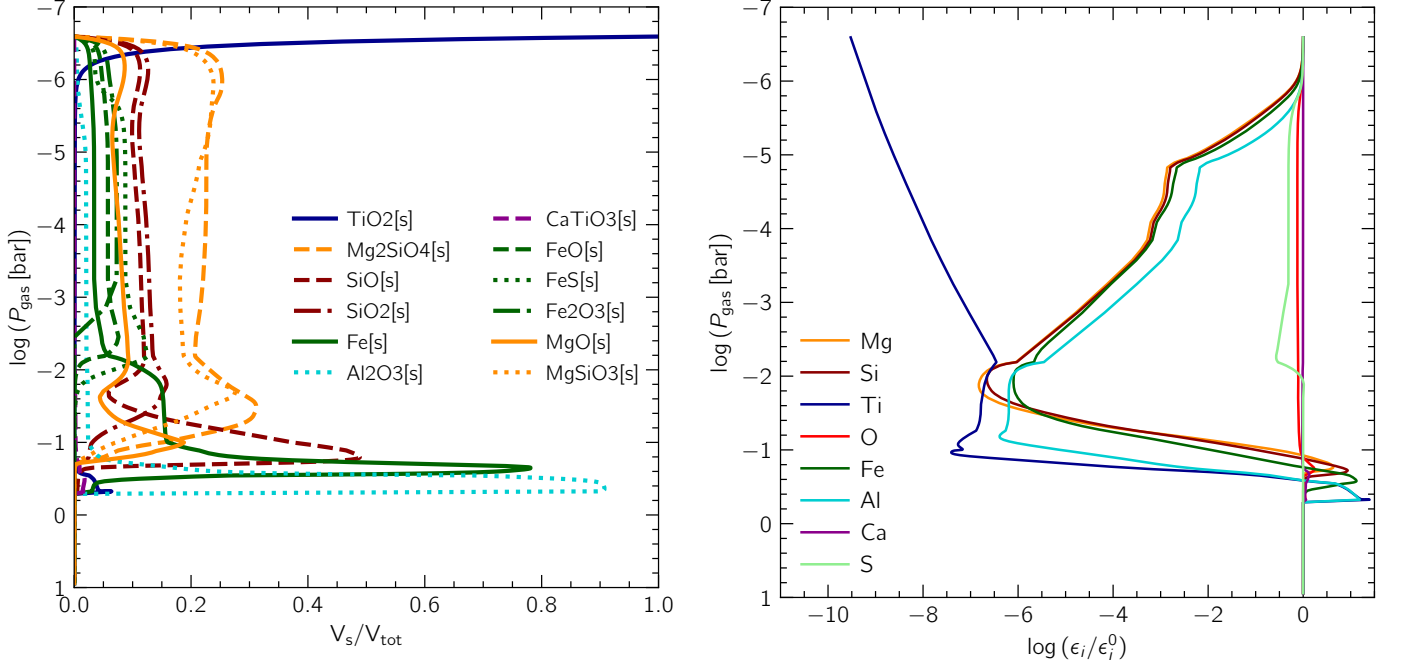 −7
−6
−5
−4
−3
−2
−1
0
1
log (P_gas [bar])
0.0 0.2 0.4 0.6 0.8 1.0
V_s/V_tot
TiO2[s]
Mg2SiO4[s]
SiO[s]
SiO2[s]
Fe[s]
Al2O3[s]
CaTiO3[s]
FeO[s]
FeS[s]
Fe2O3[s]
MgO[s]
MgSiO3[s]
−7
−6
−5
−4
−3
−2
−1
0
1
log (P_gas [bar])
Mg
Si
Ti
O
Fe
Al
Ca
S
−10 −8 −6 −4 −2 0
log (ϵ_i/ϵ_i^0)